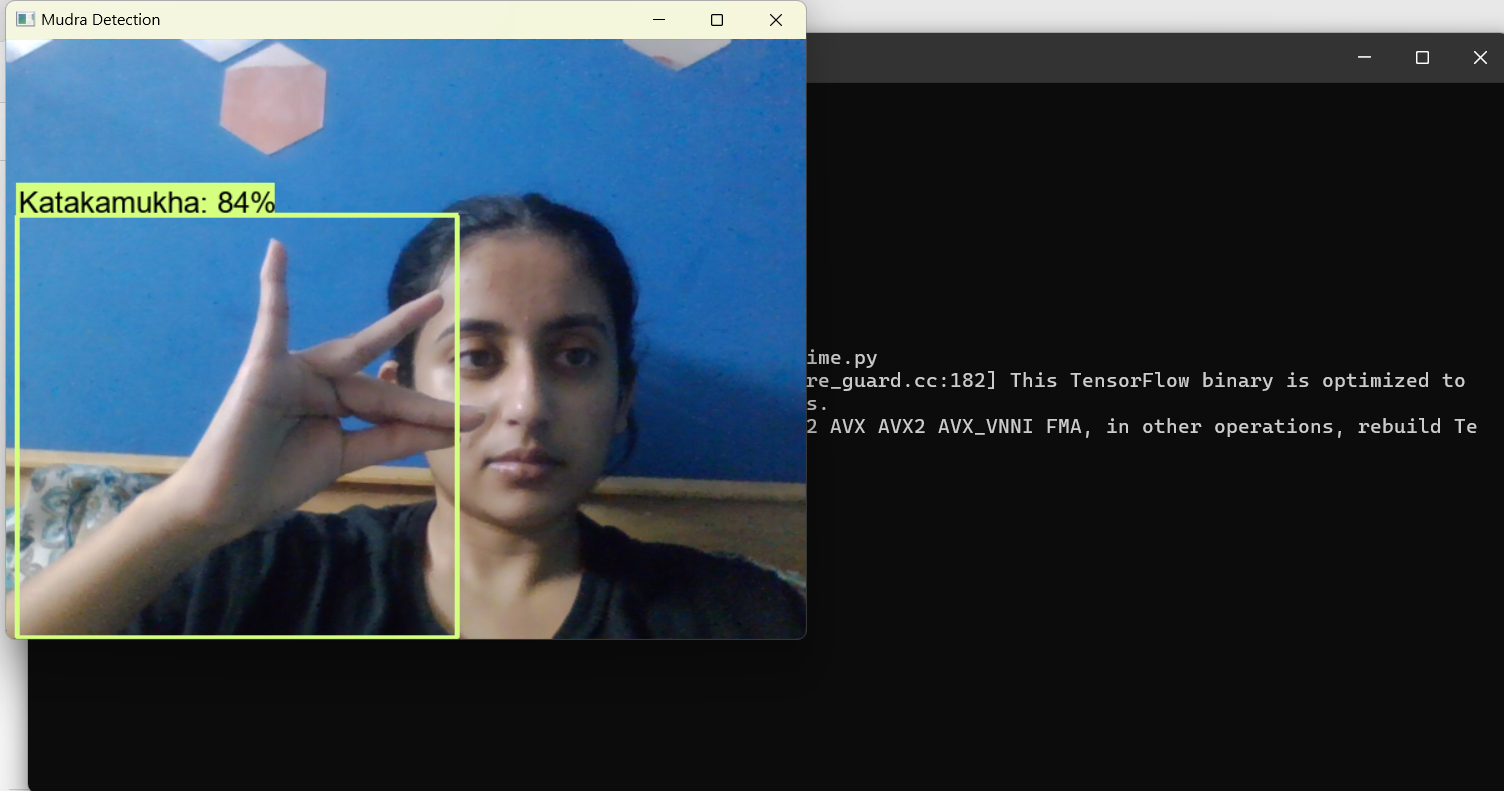 Mudra Detection
Katakamukha: 84%
ime.py
re_guard.cc:182] This TensorFlow binary is optimized to
s.
2 AVX AVX2 AVX_VNNI FMA, in other operations, rebuild Te